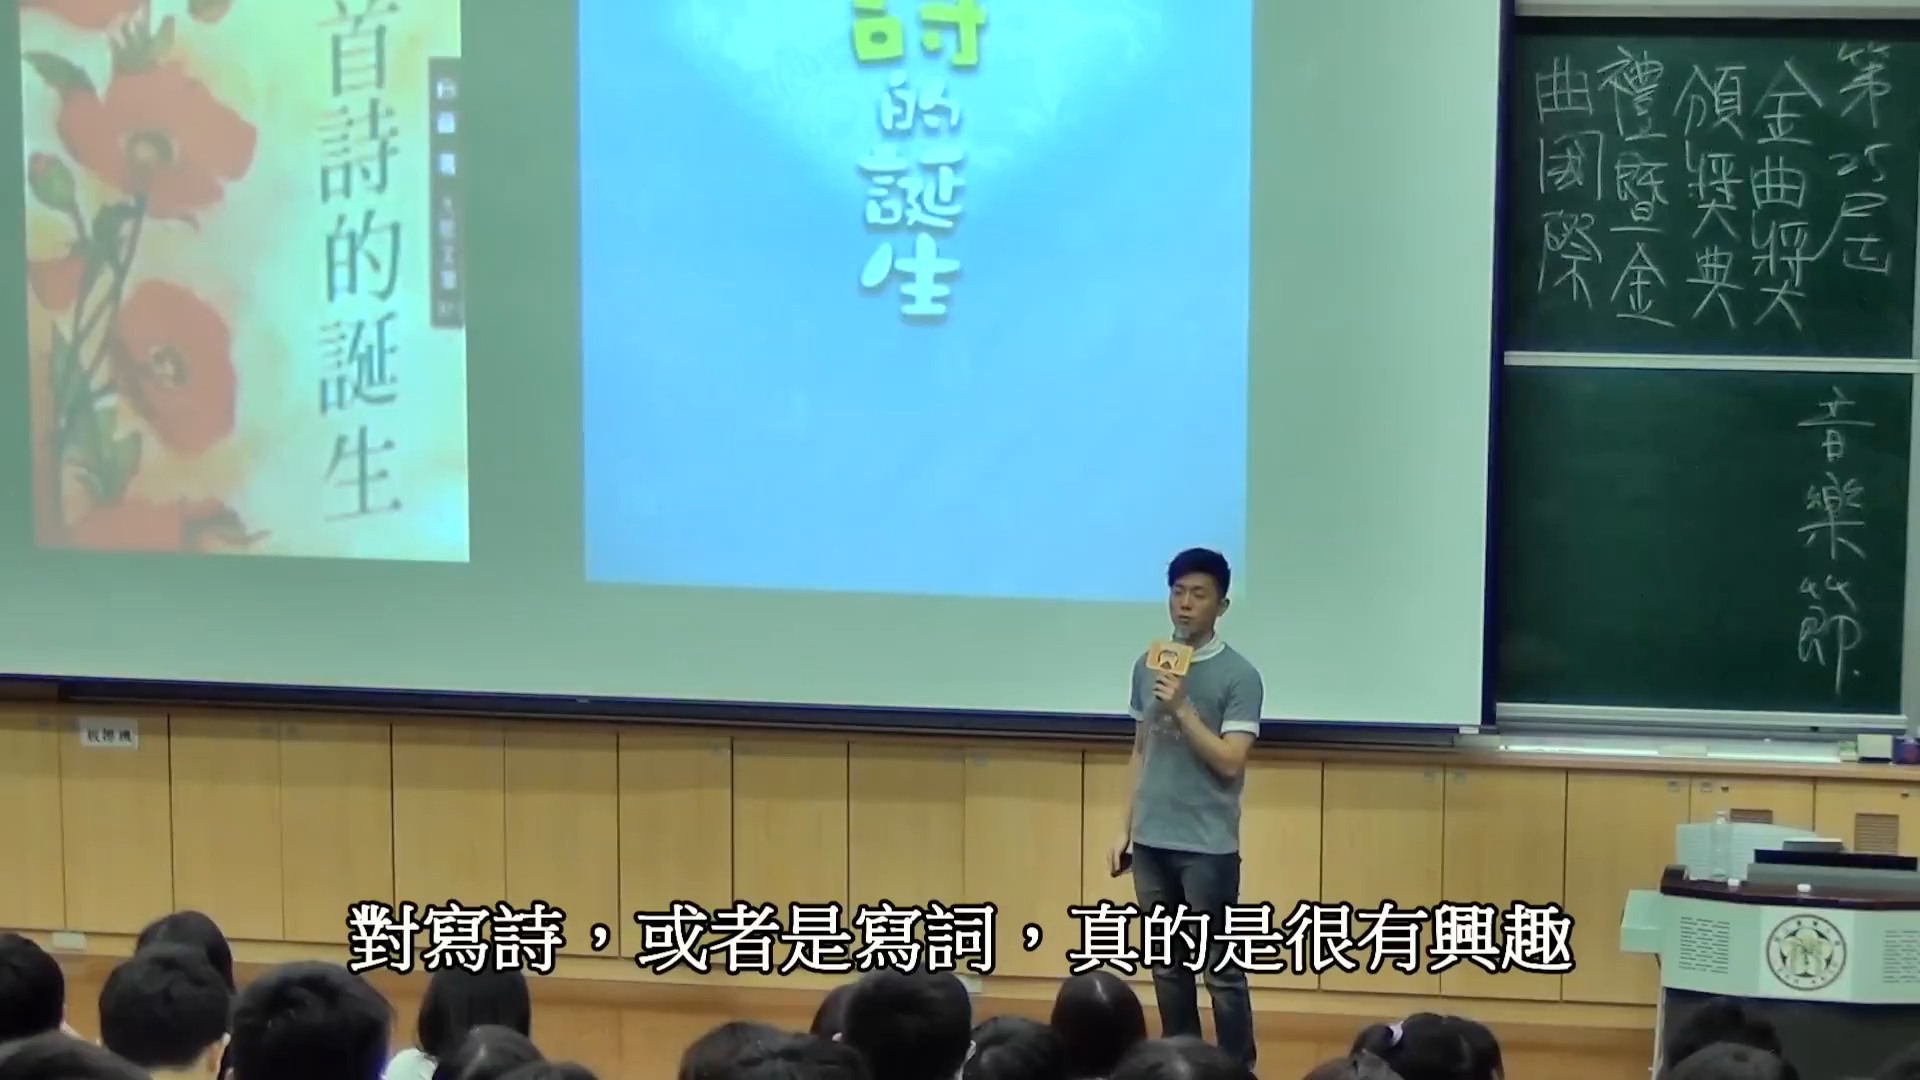 首詩的誕生
詩的誕生
第25屆
金曲獎
頒獎典
禮暨金
曲國際
音樂節
對寫詩，或者是寫詞，真的是很有興趣